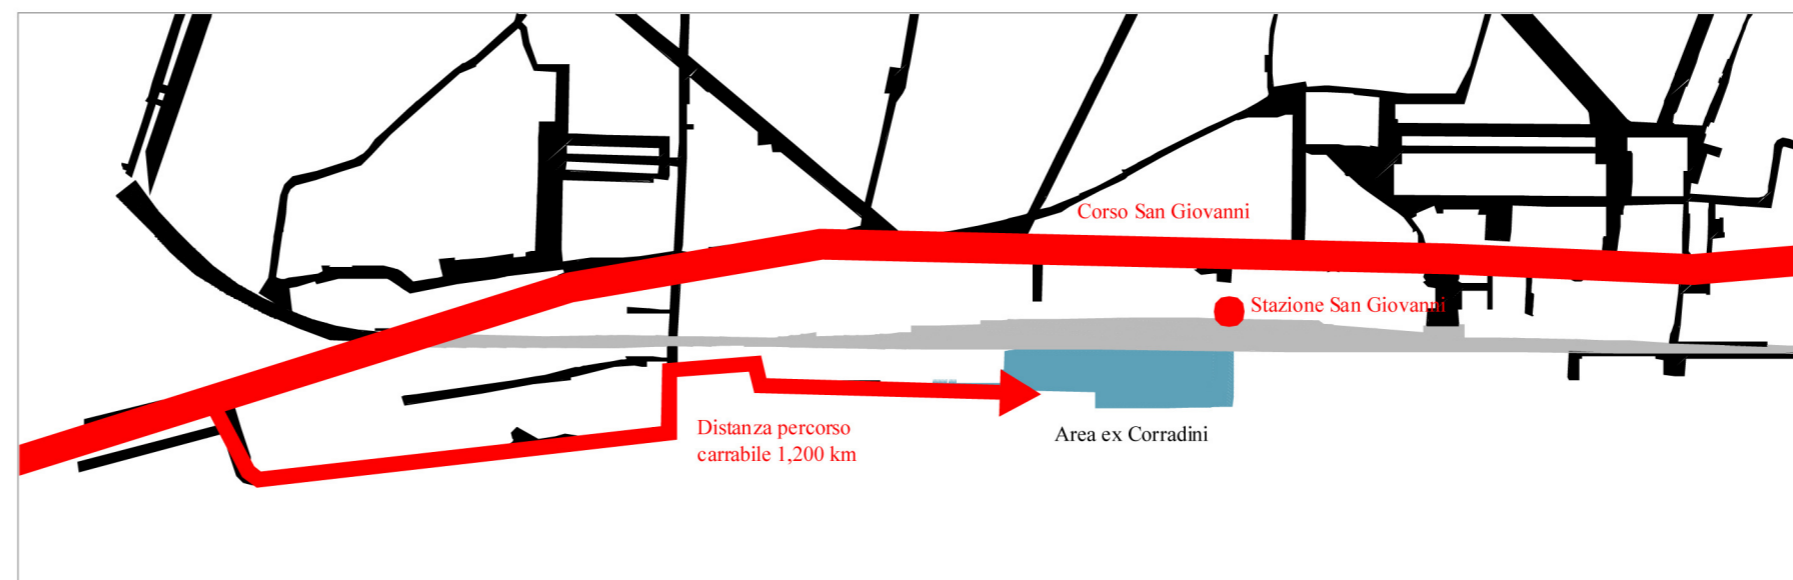 Corso San Giovanni
Stazione San Giovanni
Distanza percorso
carrabile 1,200 km
Area ex Corradini